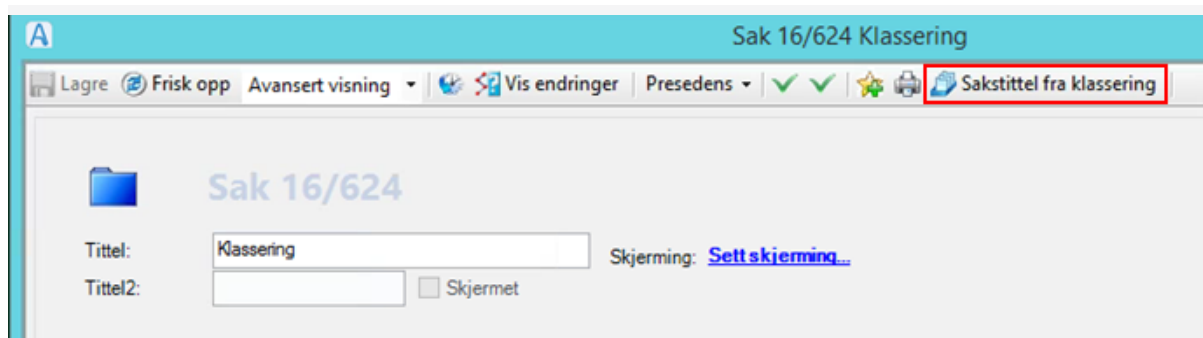 A
Sak 16/624 Klassering
Lagre Frisk opp Avansert visning Vis endringer Presedens Sakstittel fra klassering
Sak 16/624
Tittel: Klassering Skjerming: Sett skjerming...
Tittel2: Skjermet